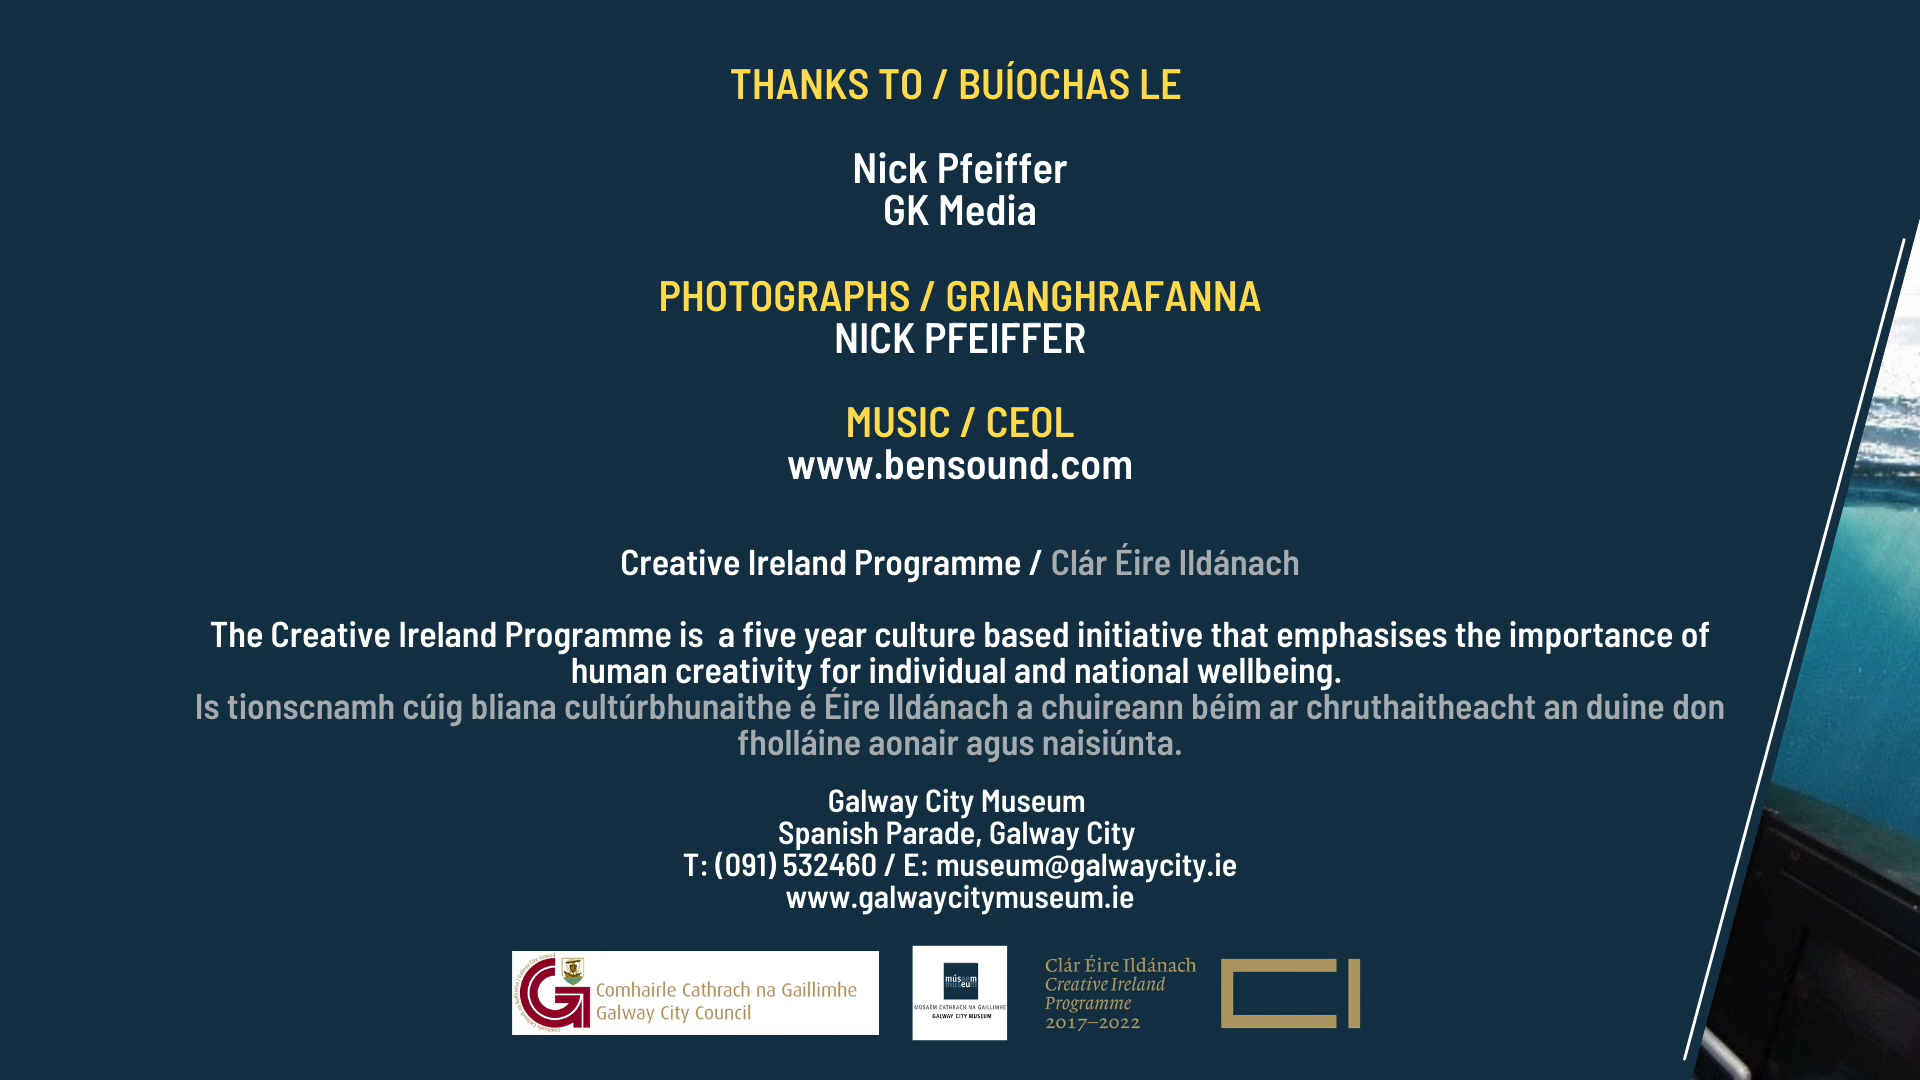 THANKS TO / BUÍOCHAS LE
Nick Pfeiffer
GK Media
PHOTOGRAPHS / GRIANGHRAFANNA
NICK PFEIFFER
MUSIC / CEOL
www.bensound.com
Creative Ireland Programme / Clár Éire Ildánach
The Creative Ireland Programme is a five year culture based initiative that emphasises the importance of
human creativity for individual and national wellbeing.
Is tionscnamh cúig bliana cultúrbhunaithe é Éire Ildánach a chuireann béim ar chruthaitheacht an duine don
fholláine aonair agus naisiúnta.
Galway City Museum
Spanish Parade, Galway City
T: (091) 532460 / E: museum@galwaycity.ie
www.galwaycitymuseum.ie
Comhairle Cathrach na Gaillimhe
Galway City Council
músaem
museum
MÚSAEM CATHRACH NA GAILLIMHE
GALWAY CITY MUSEUM
Clár Éire Ildánach
Creative Ireland
Programme
2017–2022